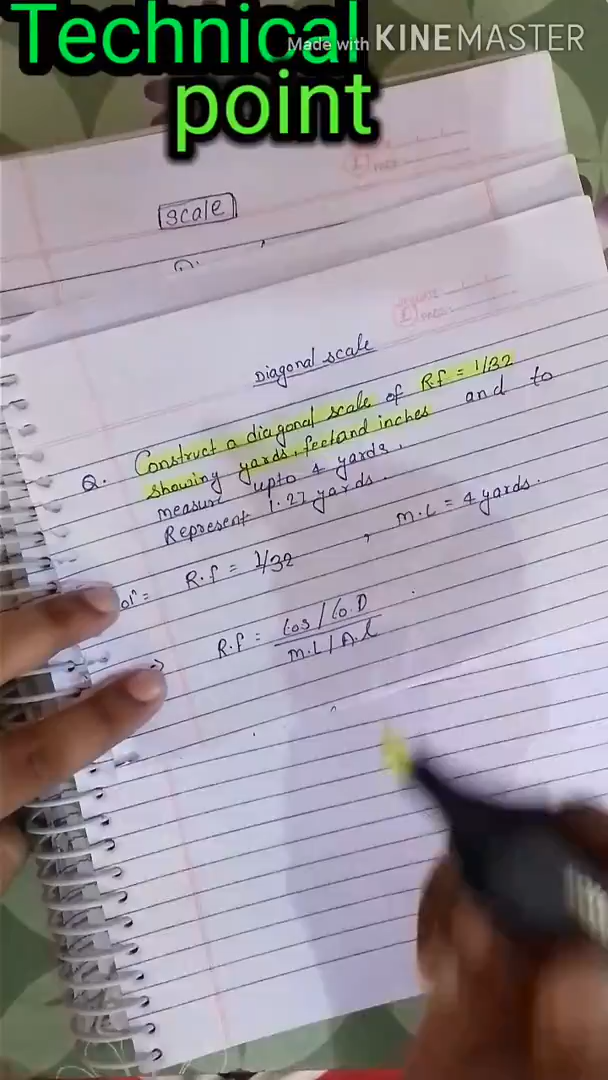 Technical
point
Made with KINEMASTER
scale
Q.
Diagonal scale
Q. Construct a diagonal scale of R.f = 1/32
showing yards, feet and inches and to
measure upto 4 yards.
Represent 1.27 yards.
R.f = 1/32 , M.L = 4 yards.
→ R.f = Los / Lo.D
M.L / A.L